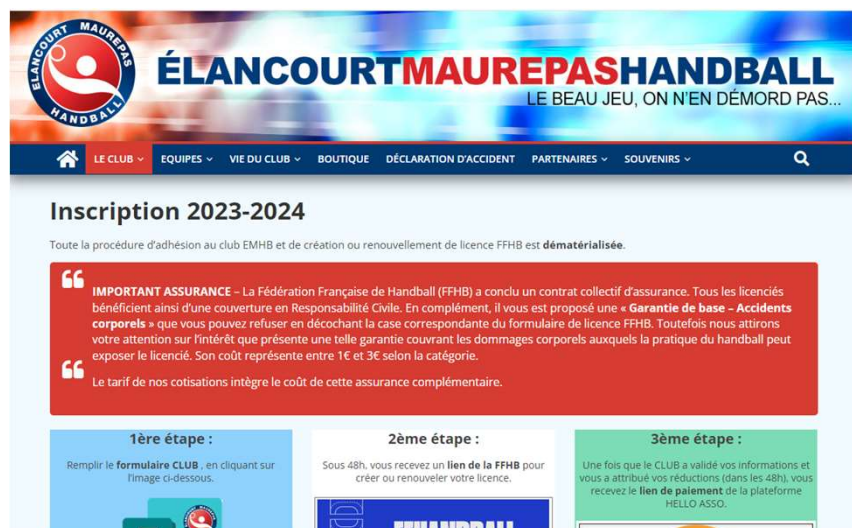 ELANCOURT MAUREPAS
HANDBALL
ÉLANCOURTMAUREPASHANDBALL
LE BEAU JEU, ON N'EN DÉMORD PAS...
LE CLUB EQUIPES VIE DU CLUB BOUTIQUE DÉCLARATION D'ACCIDENT PARTENAIRES SOUVENIRS
Inscription 2023-2024
Toute la procédure d'adhésion au club EMHB et de création ou renouvellement de licence FFHB est dématérialisée.
IMPORTANT ASSURANCE – La Fédération Française de Handball (FFHB) a conclu un contrat collectif d'assurance. Tous les licenciés
bénéficient ainsi d'une couverture en Responsabilité Civile. En complément, il vous est proposé une « Garantie de base – Accidents
corporels » que vous pouvez refuser en décochant la case correspondante du formulaire de licence FFHB. Toutefois nous attirons
votre attention sur l'intérêt que présente une telle garantie couvrant les dommages corporels auxquels la pratique du handball peut
exposer le licencié. Son coût représente entre 1€ et 3€ selon la catégorie.
Le tarif de nos cotisations intègre le coût de cette assurance complémentaire.
1ère étape :
Remplir le formulaire CLUB , en cliquant sur
l'image ci-dessous.
2ème étape :
Sous 48h, vous recevez un lien de la FFHB pour
créer ou renouveler votre licence.
FFHANDBALL
3ème étape :
Une fois que le CLUB a validé vos informations et
vous a attribué vos réductions (dans les 48h), vous
recevez le lien de paiement de la plateforme
HELLO ASSO.